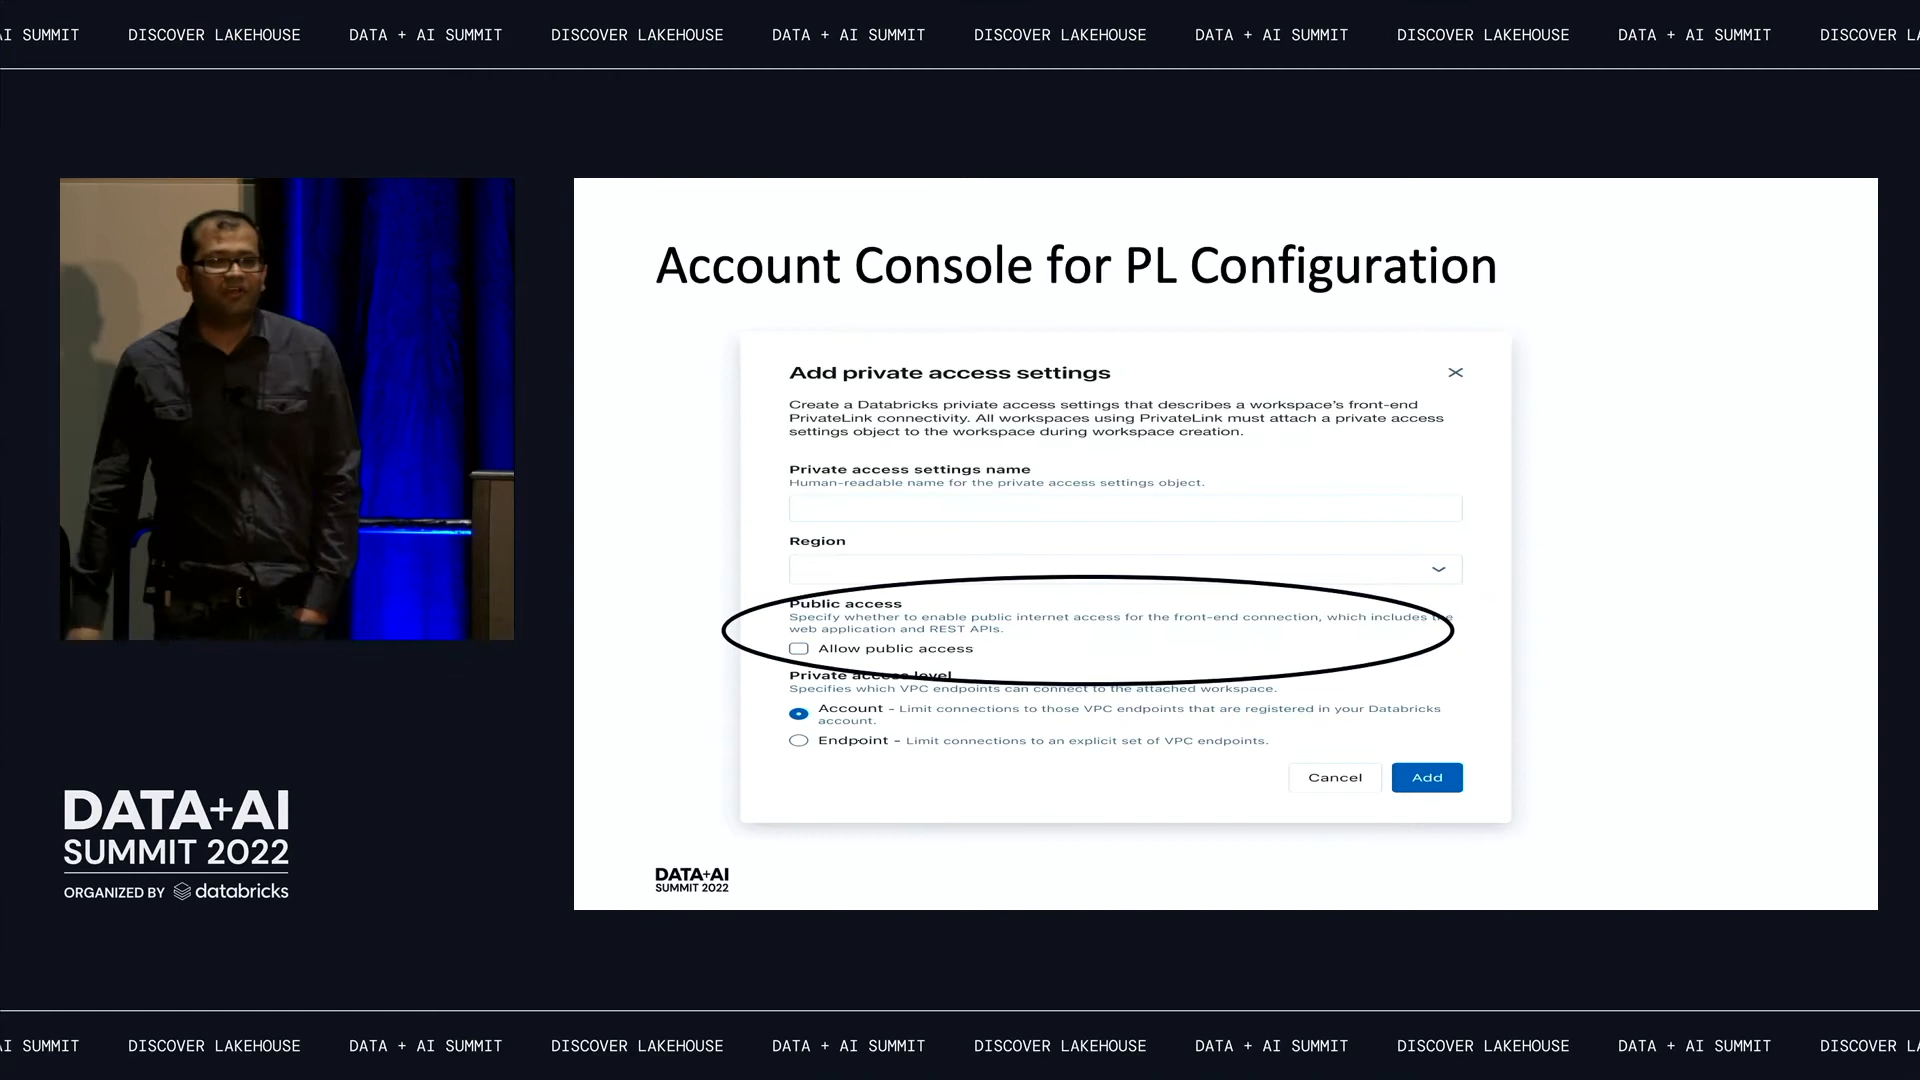 AI SUMMIT DISCOVER LAKEHOUSE DATA + AI SUMMIT DISCOVER LAKEHOUSE DATA + AI SUMMIT DISCOVER LAKEHOUSE DATA + AI SUMMIT DISCOVER LAKEHOUSE DATA + AI SUMMIT DISCOVER LA
Account Console for PL Configuration
Add private access settings
Create a Databricks priviate access settings that describes a workspace's front-end
PrivateLink connectivity. All workspaces using PrivateLink must attach a private access
settings object to the workspace during workspace creation.
Private access settings name
Human-readable name for the private access settings object.
Region
Public access
Specify whether to enable public internet access for the front-end connection, which includes the
web application and REST APIs.
Allow public access
Private access level
Specifies which VPC endpoints can connect to the attached workspace.
Account - Limit connections to those VPC endpoints that are registered in your Databricks
account.
Endpoint - Limit connections to an explicit set of VPC endpoints.
Cancel Add
DATA+AI
SUMMIT 2022
DATA+AI
SUMMIT 2022
ORGANIZED BY databricks
AI SUMMIT DISCOVER LAKEHOUSE DATA + AI SUMMIT DISCOVER LAKEHOUSE DATA + AI SUMMIT DISCOVER LAKEHOUSE DATA + AI SUMMIT DISCOVER LAKEHOUSE DATA + AI SUMMIT DISCOVER LA